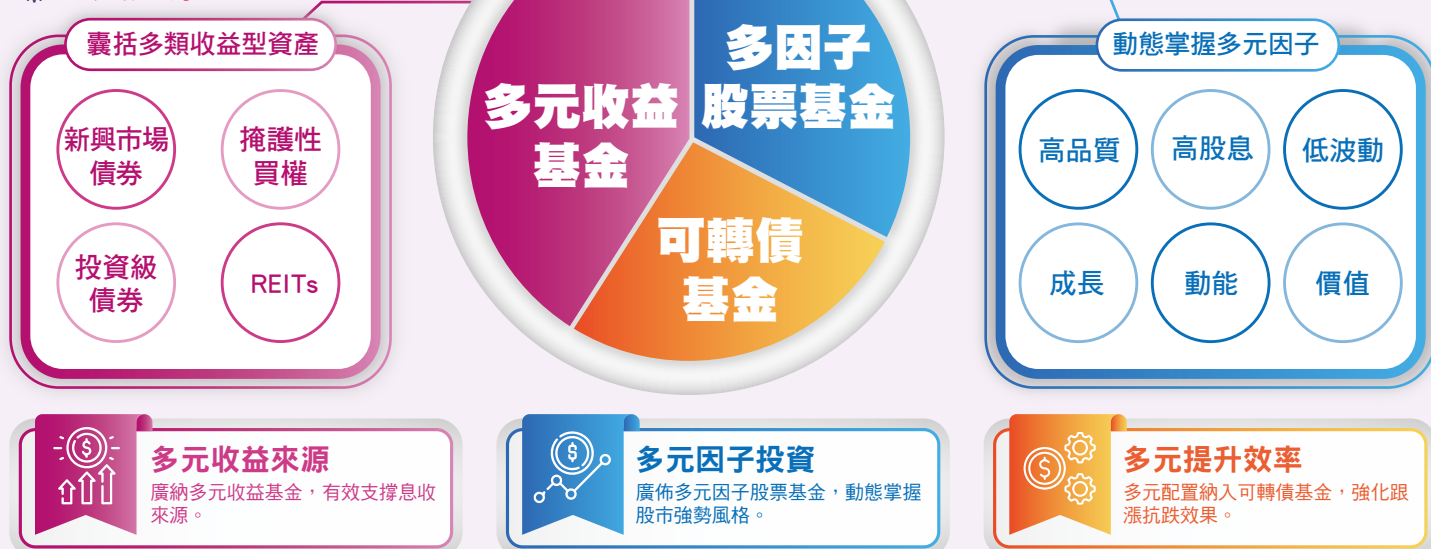 囊括多類收益型資產
新興市場
債券
掩護性
買權
投資級
債券
REITs
多元收益
基金
多因子
股票基金
可轉債
基金
動態掌握多元因子
高品質
高股息
低波動
成長
動能
價值
多元收益來源
廣納多元收益基金，有效支撐息收
來源。
多元因子投資
廣佈多元因子股票基金，動態掌握
股市強勢風格。
多元提升效率
多元配置納入可轉債基金，強化跟
漲抗跌效果。